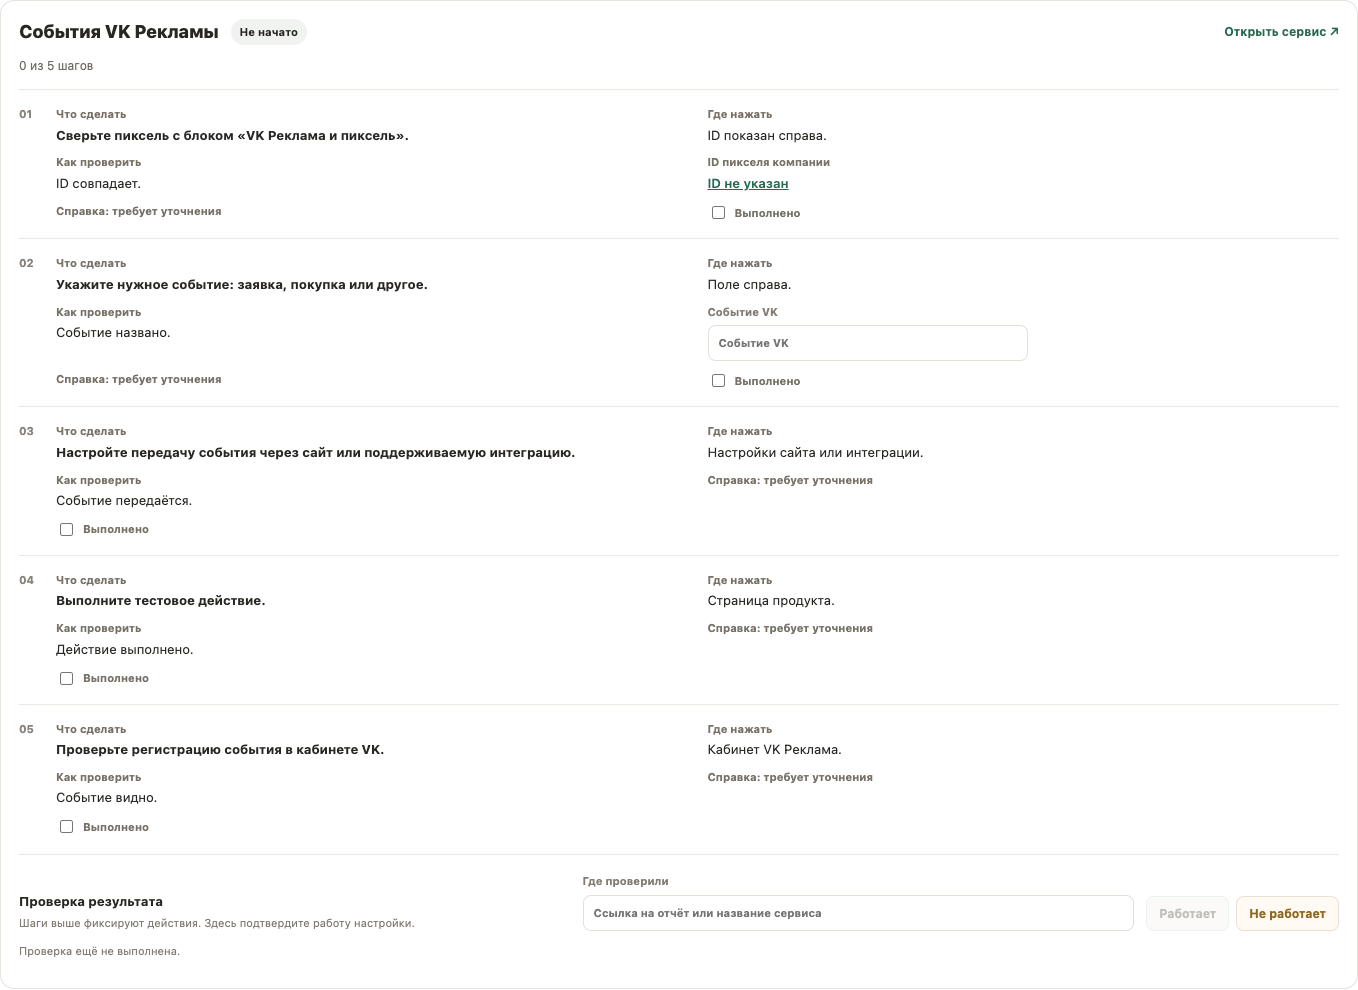 События VK Рекламы
Не начато
Открыть сервис ↗
0 из 5 шагов
01
Что сделать
Сверьте пиксель с блоком «VK Реклама и пиксель».
Как проверить
ID совпадает.
Справка: требует уточнения
Где нажать
ID показан справа.
ID пикселя компании
ID не указан
Выполнено
02
Что сделать
Укажите нужное событие: заявка, покупка или другое.
Как проверить
Событие названо.
Справка: требует уточнения
Где нажать
Поле справа.
Событие VK
Событие VK
Выполнено
03
Что сделать
Настройте передачу события через сайт или поддерживаемую интеграцию.
Как проверить
Событие передаётся.
Выполнено
Где нажать
Настройки сайта или интеграции.
Справка: требует уточнения
04
Что сделать
Выполните тестовое действие.
Как проверить
Действие выполнено.
Выполнено
Где нажать
Страница продукта.
Справка: требует уточнения
05
Что сделать
Проверьте регистрацию события в кабинете VK.
Как проверить
Событие видно.
Выполнено
Где нажать
Кабинет VK Реклама.
Справка: требует уточнения
Проверка результата
Шаги выше фиксируют действия. Здесь подтвердите работу настройки.
Проверка ещё не выполнена.
Где проверили
Ссылка на отчёт или название сервиса
Работает
Не работает